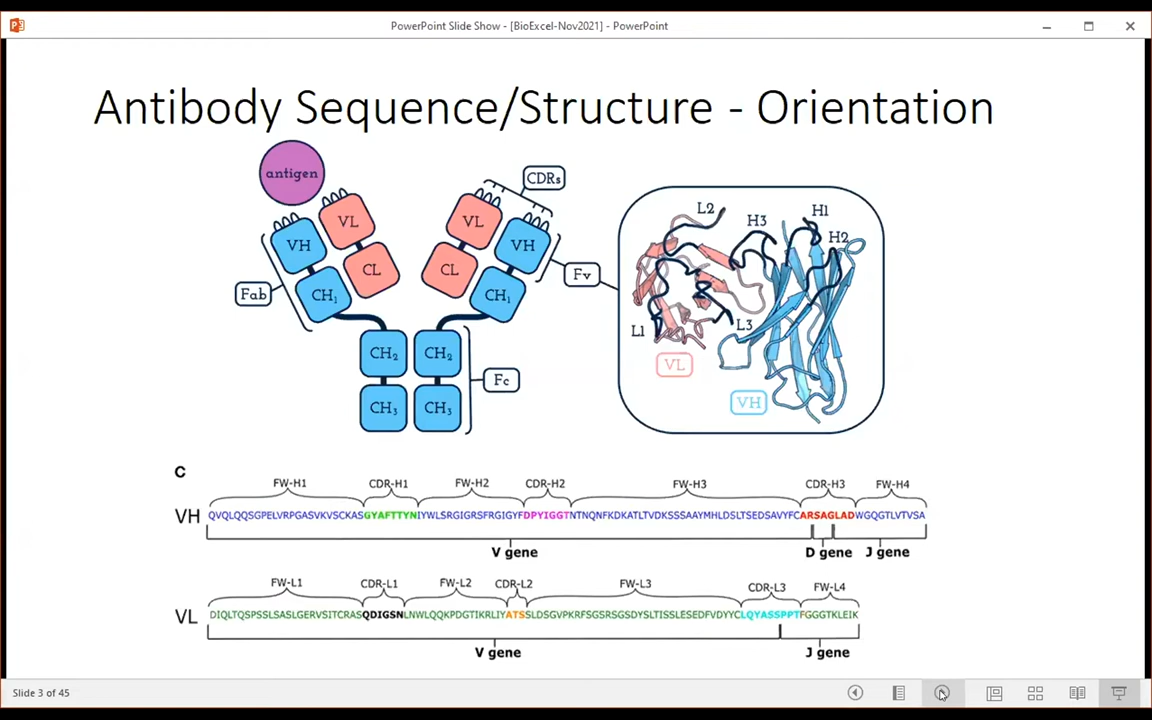 PowerPoint Slide Show - [BioExcel-Nov2021] - PowerPoint
Antibody Sequence/Structure - Orientation
antigen
CDRs
VL
VL
VH
VH
CL
CL
Fv
Fab
CH1
CH1
CH2
CH2
Fc
CH3
CH3
L2
H3
H1
H2
L1
L3
VL
VH
C
FW-H1 CDR-H1 FW-H2 CDR-H2 FW-H3 CDR-H3 FW-H4
VH QVQLQQSGPELVRPGASVKVSCKASGYAFTTYNIYWLSRGIGRSFRGIGYFDPYIGGTNTNQNFKDKATLTVDKSSSAAYMHLDSLTSEDSAVYFCARSAGLADWGQGTLVTVSA
V gene D gene J gene
FW-L1 CDR-L1 FW-L2 CDR-L2 FW-L3 CDR-L3 FW-L4
VL DIQLTQSPSSLSASLGERVSITCRASQDIGSNLNWLQQKPDGTIKRLIYATSSLDSGVPKRFSGSRSGSDYSLTISSLESEDFVDYYCLQYASSPPTFGGGTKLEIK
V gene J gene
Slide 3 of 45